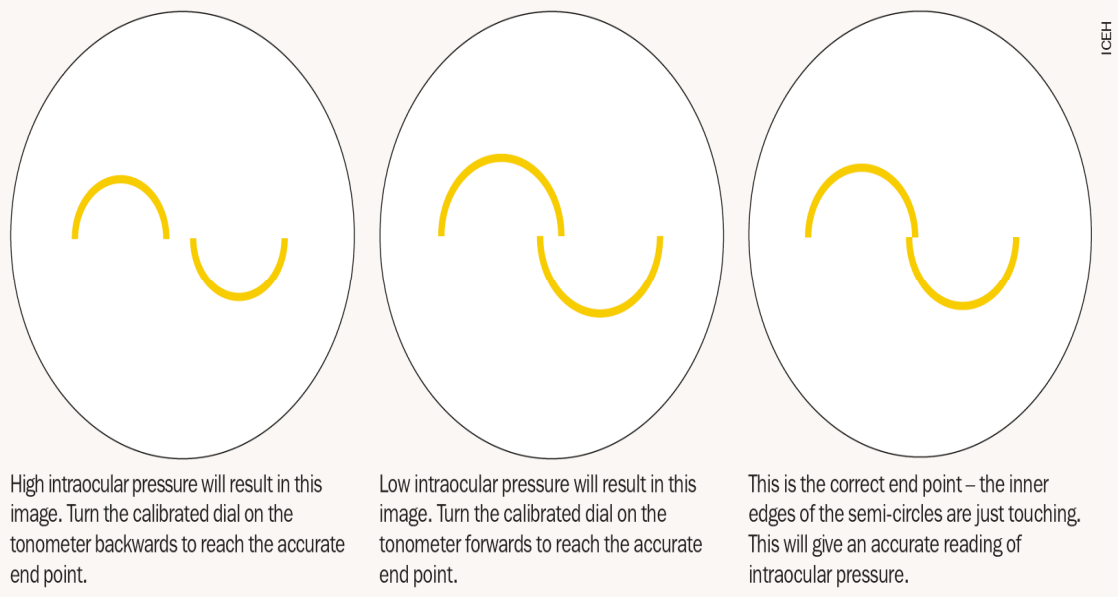 ICEH
High intraocular pressure will result in this
image. Turn the calibrated dial on the
tonometer backwards to reach the accurate
end point.
Low intraocular pressure will result in this
image. Turn the calibrated dial on the
tonometer forwards to reach the accurate
end point.
This is the correct end point – the inner
edges of the semi-circles are just touching.
This will give an accurate reading of
intraocular pressure.